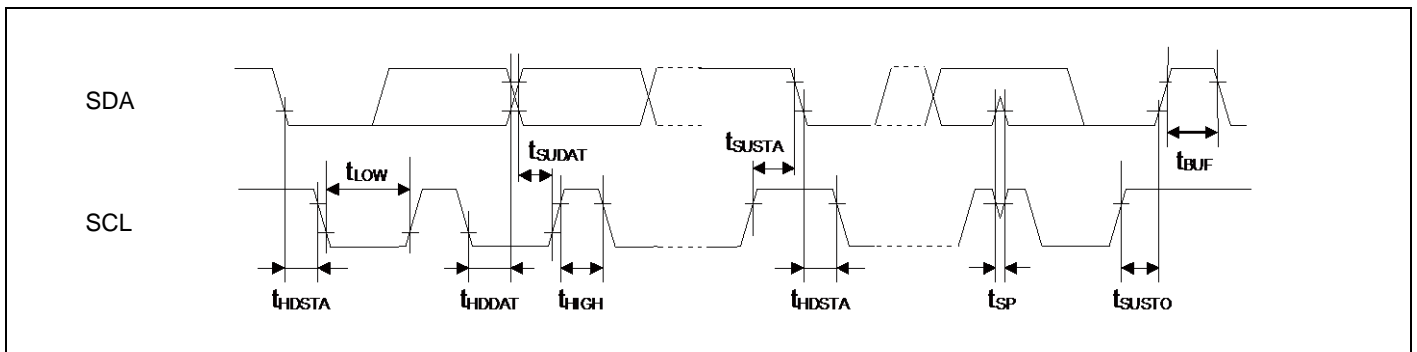 SDA
tSUDAT
tSUSTA
tBUF
tLOW
SCL
tHDSTA
tHDDAT
tHIGH
tHDSTA
tSP
tSUSTO